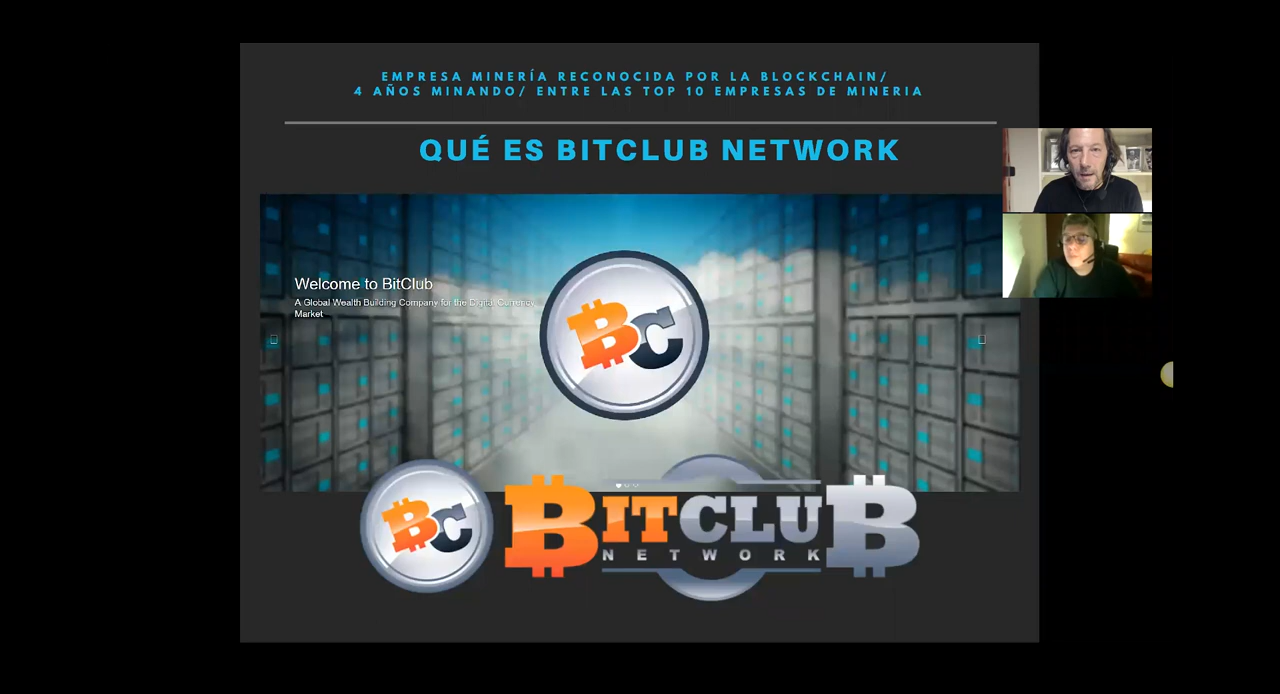 EMPRESA MINERÍA RECONOCIDA POR LA BLOCKCHAIN/
4 AÑOS MINANDO/ ENTRE LAS TOP 10 EMPRESAS DE MINERIA
QUÉ ES BITCLUB NETWORK
Welcome to BitClub
A Global Wealth Building Company for the Digital Currency
Market
BC
BC
BITCLUB
NETWORK